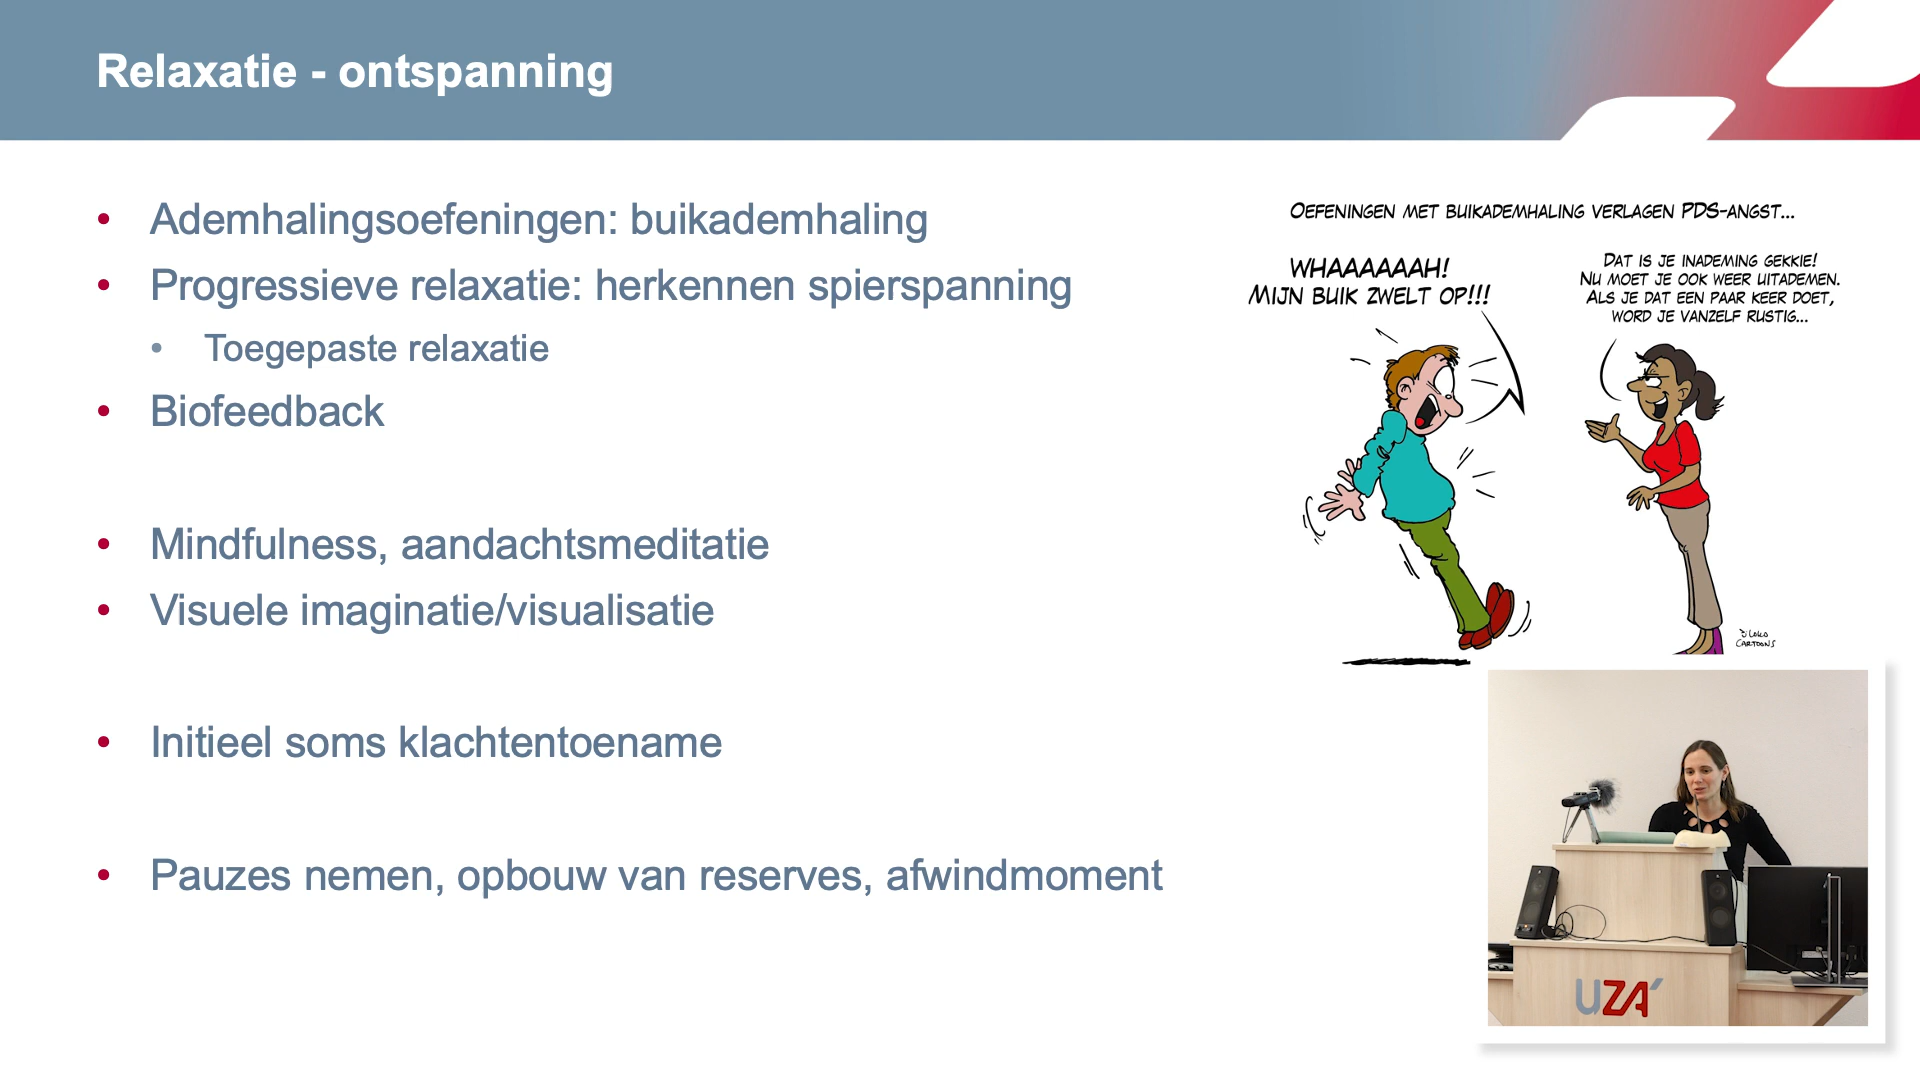 Relaxatie - ontspanning
• Ademhalingsoefeningen: buikademhaling
• Progressieve relaxatie: herkennen spierspanning
• Toegepaste relaxatie
• Biofeedback
• Mindfulness, aandachtsmeditatie
• Visuele imaginatie/visualisatie
• Initieel soms klachtentoename
• Pauzes nemen, opbouw van reserves, afwindmoment
OEFENINGEN MET BUIKADEMHALING VERLAGEN PDS-ANGST...
WHAAAAAAH!
MIJN BUIK ZWELT OP!!!
DAT IS JE INADEMING GEKKIE!
NU MOET JE OOK WEER UITADEMEN.
ALS JE DAT EEN PAAR KEER DOET,
WORD JE VANZELF RUSTIG...
LOKO
CARTOONS
UZA